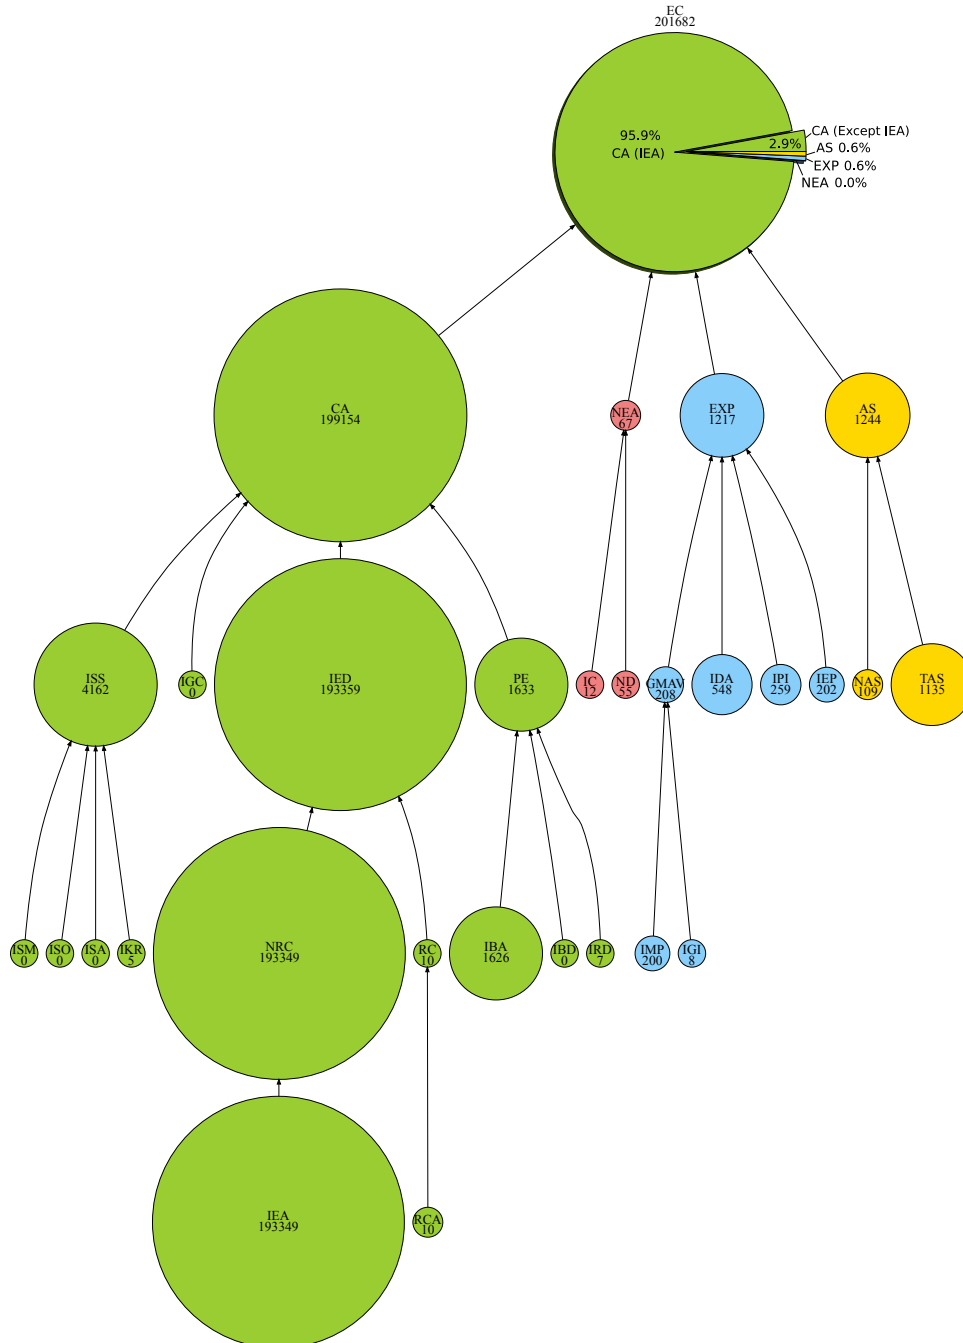 EC
201682
95.9%
CA (IEA)
2.9%
CA (Except IEA)
AS 0.6%
EXP 0.6%
NEA 0.0%
CA
199154
NEA
67
EXP
1217
AS
1244
ISS
4162
IGC
0
IED
193359
PE
1633
IC
12
ND
55
GMAV
208
IDA
548
IPI
259
IEP
202
NAS
109
TAS
1135
ISM
0
ISO
0
ISA
0
IKR
5
NRC
193349
RC
10
IBA
1626
IBD
0
IRD
7
IMP
200
IGI
8
IEA
193349
RCA
10